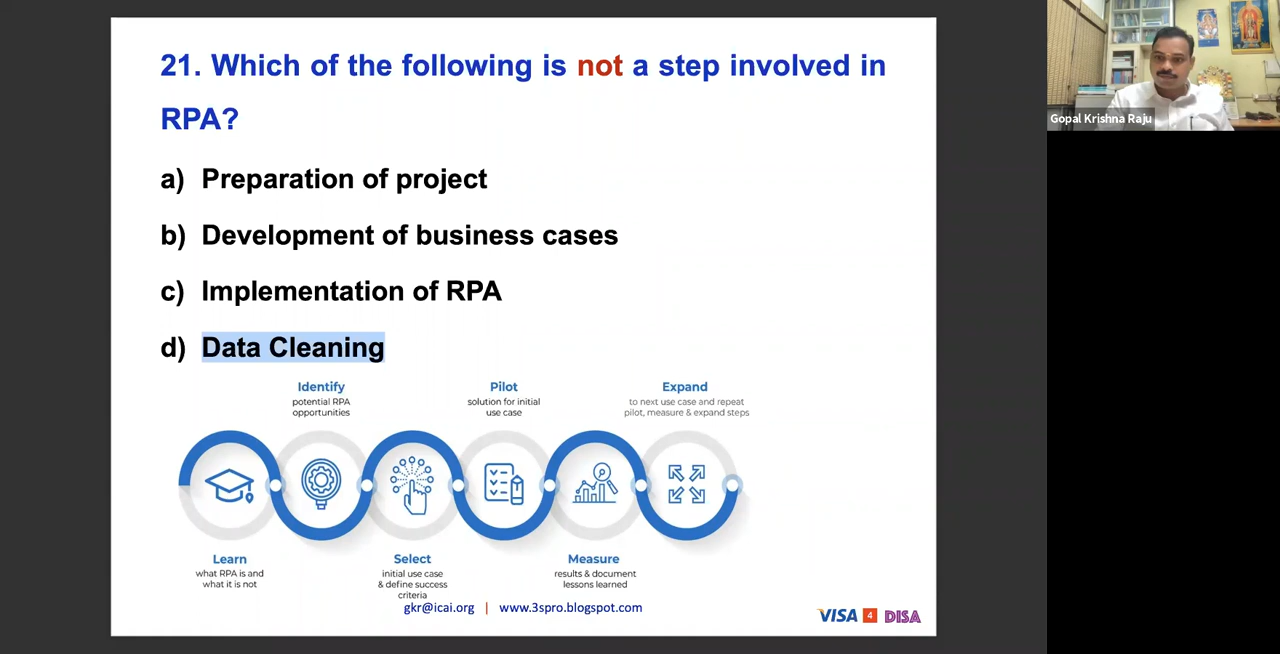 21. Which of the following is not a step involved in
RPA?
a) Preparation of project
b) Development of business cases
c) Implementation of RPA
d) Data Cleaning
Identify
potential RPA
opportunities
Pilot
solution for initial
use case
Expand
to next use case and repeat
pilot, measure & expand steps
Learn
what RPA is and
what it is not
Select
initial use case
& define success
criteria
Measure
results & document
lessons learned
gkr@icai.org | www.3spro.blogspot.com
VISA 4 DISA
Gopal Krishna Raju